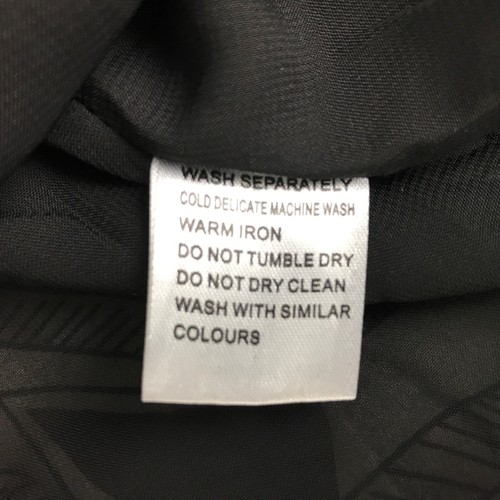 WASH SEPARATELY
COLD DELICATE MACHINE WASH
WARM IRON
DO NOT TUMBLE DRY
DO NOT DRY CLEAN
WASH WITH SIMILAR
COLOURS